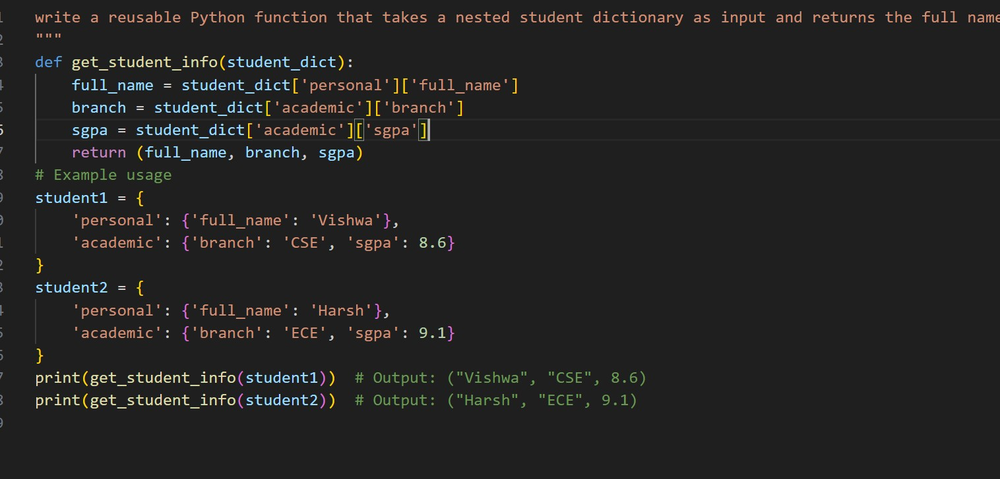 write a reusable Python function that takes a nested student dictionary as input and returns the full name
"""
def get_student_info(student_dict):
    full_name = student_dict['personal']['full_name']
    branch = student_dict['academic']['branch']
    sgpa = student_dict['academic']['sgpa']
    return (full_name, branch, sgpa)
# Example usage
student1 = {
    'personal': {'full_name': 'Vishwa'},
    'academic': {'branch': 'CSE', 'sgpa': 8.6}
}
student2 = {
    'personal': {'full_name': 'Harsh'},
    'academic': {'branch': 'ECE', 'sgpa': 9.1}
}
print(get_student_info(student1))  # Output: ("Vishwa", "CSE", 8.6)
print(get_student_info(student2))  # Output: ("Harsh", "ECE", 9.1)